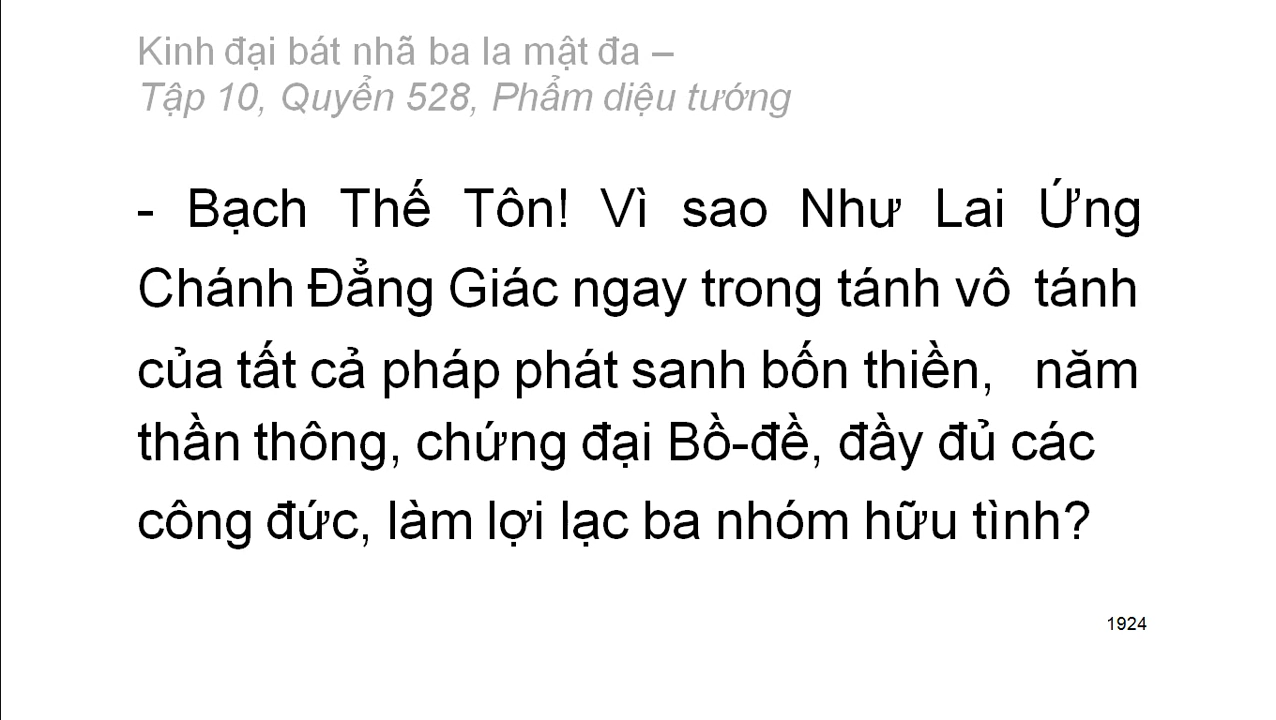 Kinh đại bát nhã ba la mật đa –
Tập 10, Quyển 528, Phẩm diệu tướng
- Bạch Thế Tôn! Vì sao Như Lai Ứng
Chánh Đẳng Giác ngay trong tánh vô tánh
của tất cả pháp phát sanh bốn thiền, năm
thần thông, chứng đại Bồ-đề, đầy đủ các
công đức, làm lợi lạc ba nhóm hữu tình?
1924